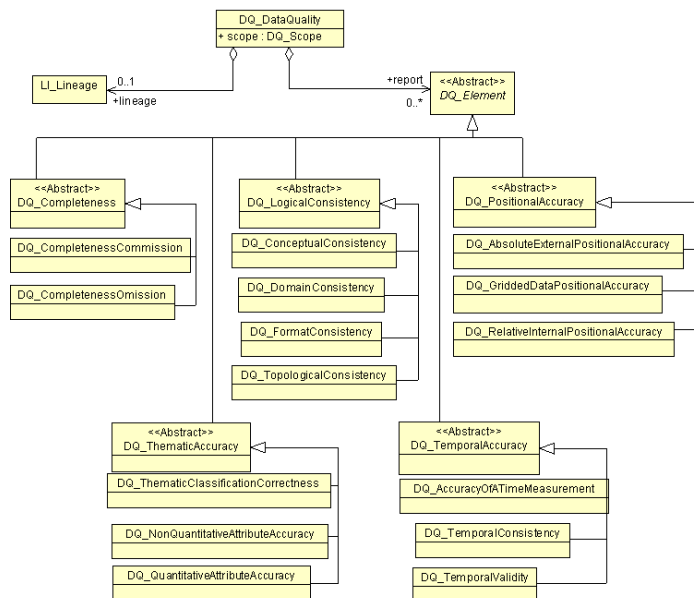 DQ_DataQuality
+ scope : DQ_Scope
LI_Lineage
0..1
+lineage
+report
0..*
<<Abstract>>
DQ_Element
<<Abstract>>
DQ_Completeness
DQ_CompletenessCommission
DQ_CompletenessOmission
<<Abstract>>
DQ_LogicalConsistency
DQ_ConceptualConsistency
DQ_DomainConsistency
DQ_FormatConsistency
DQ_TopologicalConsistency
<<Abstract>>
DQ_PositionalAccuracy
DQ_AbsoluteExternalPositionalAccuracy
DQ_GriddedDataPositionalAccuracy
DQ_RelativeInternalPositionalAccuracy
<<Abstract>>
DQ_ThematicAccuracy
DQ_ThematicClassificationCorrectness
DQ_NonQuantitativeAttributeAccuracy
DQ_QuantitativeAttributeAccuracy
<<Abstract>>
DQ_TemporalAccuracy
DQ_AccuracyOfATimeMeasurement
DQ_TemporalConsistency
DQ_TemporalValidity